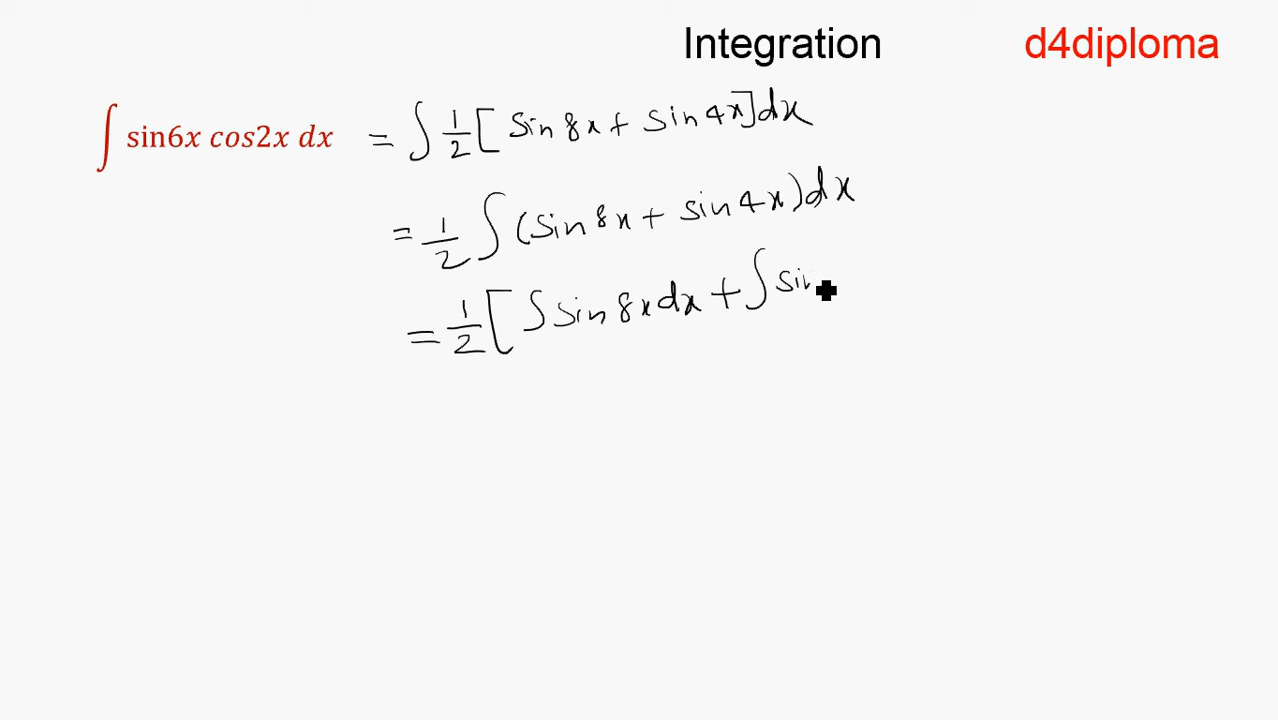 Integration d4diploma
∫ sin6x cos2x dx = ∫ 1/2 [sin 8x + sin 4x] dx
= 1/2 ∫ (sin 8x + sin 4x) dx
= 1/2 [ ∫ sin 8x dx + ∫ sin